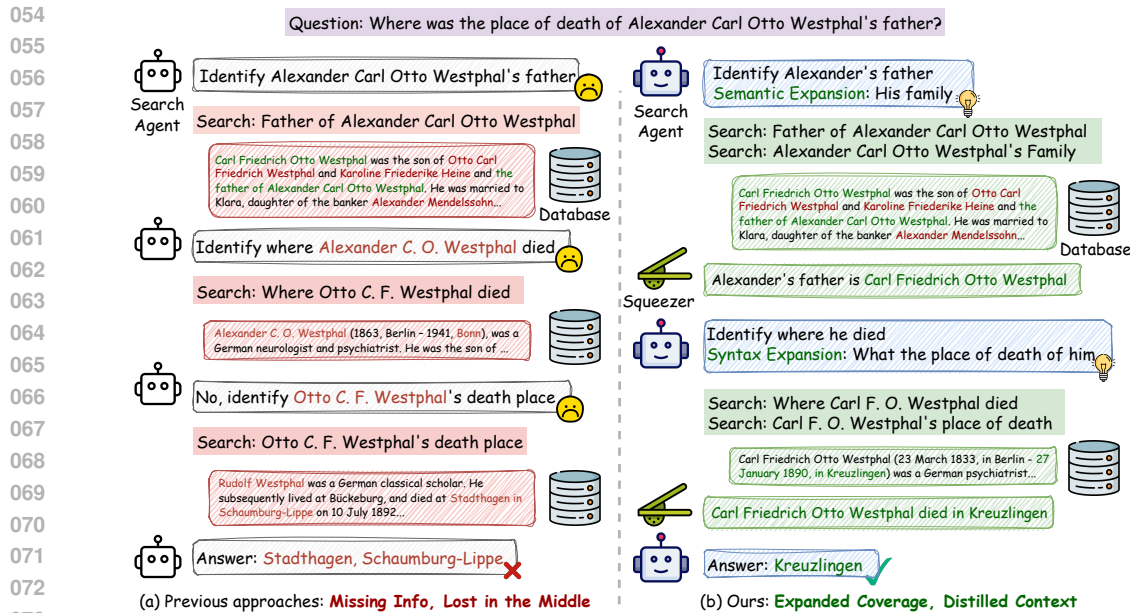 054
055
056
057
058
059
060
061
062
063
064
065
066
067
068
069
070
071
072
Question: Where was the place of death of Alexander Carl Otto Westphal's father?
Search
Agent
Identify Alexander Carl Otto Westphal's father
Search: Father of Alexander Carl Otto Westphal
Carl Friedrich Otto Westphal was the son of Otto Carl
Friedrich Westphal and Karoline Friederike Heine and the
father of Alexander Carl Otto Westphal. He was married to
Klara, daughter of the banker Alexander Mendelssohn...
Database
Identify where Alexander C. O. Westphal died
Search: Where Otto C. F. Westphal died
Alexander C. O. Westphal (1863, Berlin – 1941, Bonn), was a
German neurologist and psychiatrist. He was the son of ...
No, identify Otto C. F. Westphal's death place
Search: Otto C. F. Westphal's death place
Rudolf Westphal was a German classical scholar. He
subsequently lived at Bückeburg, and died at Stadthagen in
Schaumburg-Lippe on 10 July 1892...
Answer: Stadthagen, Schaumburg-Lippe
(a) Previous approaches: Missing Info, Lost in the Middle
Search
Agent
Identify Alexander's father
Semantic Expansion: His family
Search: Father of Alexander Carl Otto Westphal
Search: Alexander Carl Otto Westphal's Family
Carl Friedrich Otto Westphal was the son of Otto Carl
Friedrich Westphal and Karoline Friederike Heine and the
father of Alexander Carl Otto Westphal. He was married to
Klara, daughter of the banker Alexander Mendelssohn...
Database
Squeezer
Alexander's father is Carl Friedrich Otto Westphal
Identify where he died
Syntax Expansion: What the place of death of him
Search: Where Carl F. O. Westphal died
Search: Carl F. O. Westphal's place of death
Carl Friedrich Otto Westphal (23 March 1833, in Berlin – 27
January 1890, in Kreuzlingen) was a German psychiatrist...
Carl Friedrich Otto Westphal died in Kreuzlingen
Answer: Kreuzlingen
(b) Ours: Expanded Coverage, Distilled Context